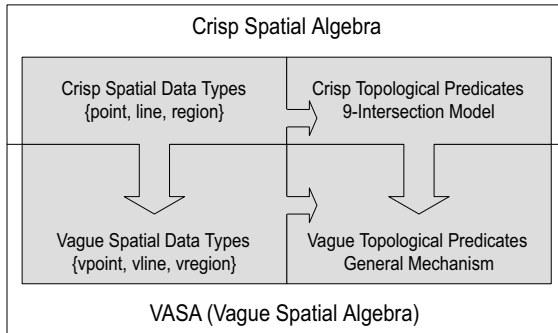 Crisp Spatial Algebra
Crisp Spatial Data Types
{point, line, region}
Crisp Topological Predicates
9-Intersection Model
Vague Spatial Data Types
{vpoint, vline, vregion}
Vague Topological Predicates
General Mechanism
VASA (Vague Spatial Algebra)